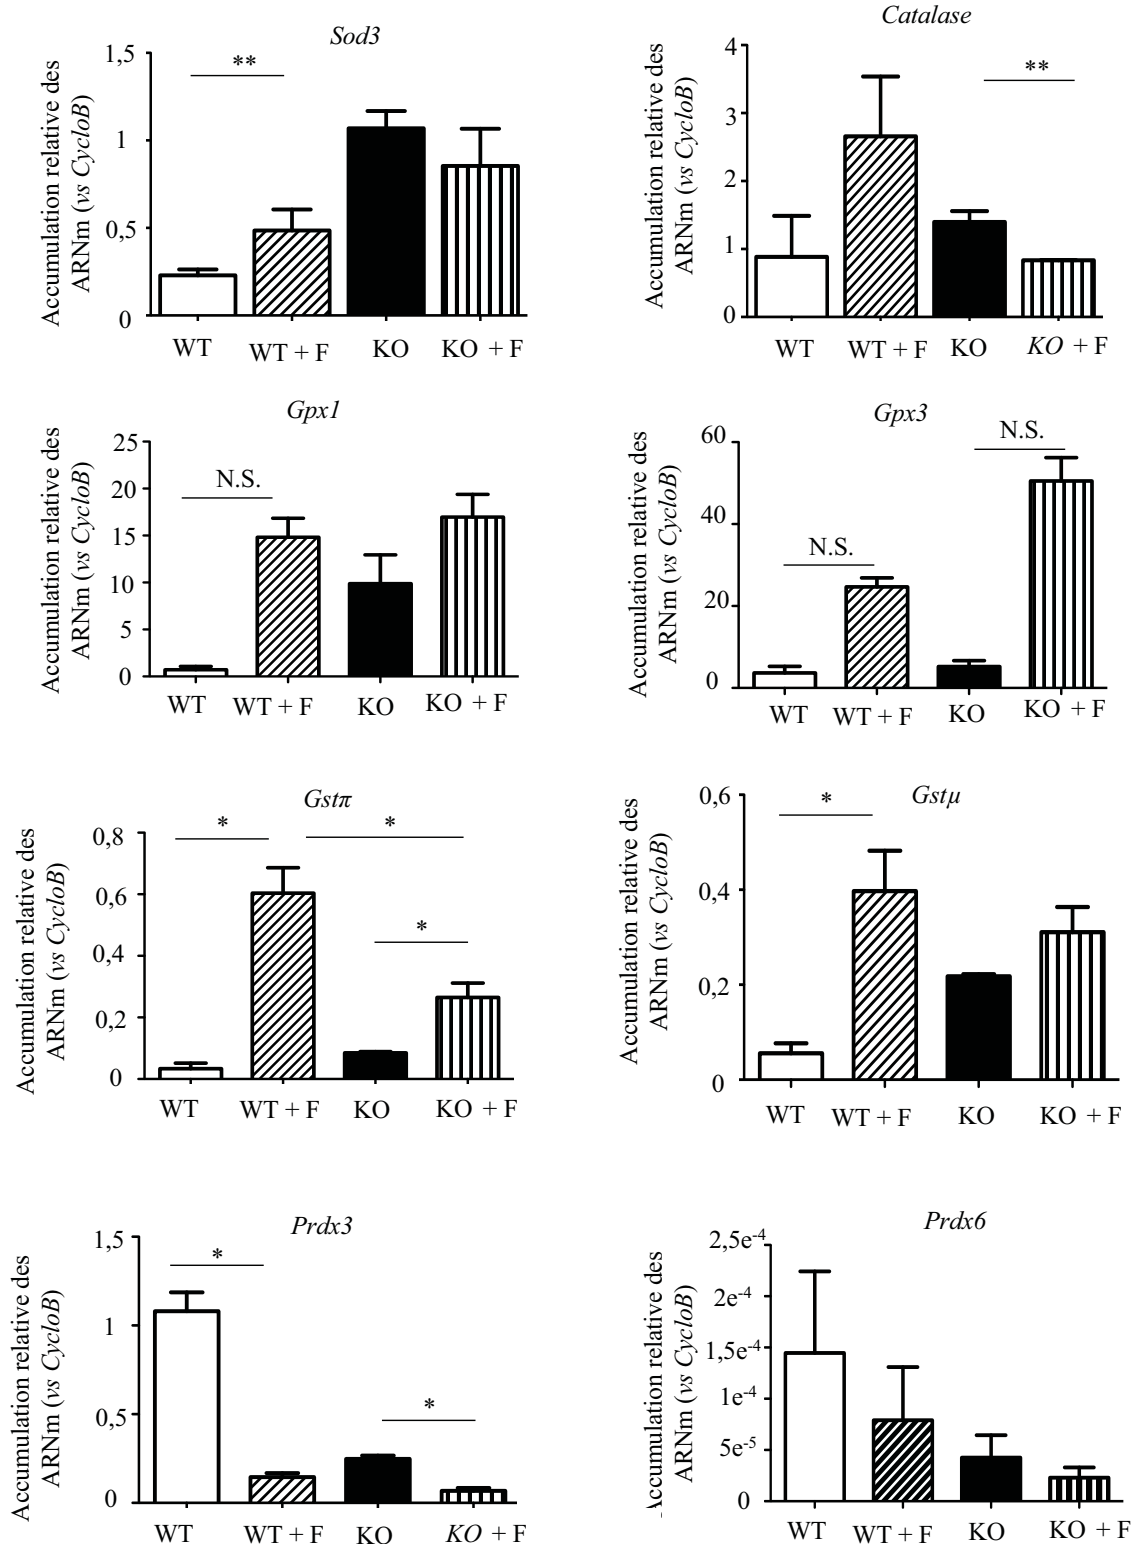 Sod3
Accumulation relative des
ARNm (vs CycloB)
1,5
1
0,5
0
**
WT
WT + F
KO
KO + F
Catalase
Accumulation relative des
ARNm (vs CycloB)
4
3
2
1
0
**
WT
WT + F
KO
KO + F
Gpx1
Accumulation relative des
ARNm (vs CycloB)
25
20
15
10
5
0
N.S.
WT
WT + F
KO
KO + F
Gpx3
Accumulation relative des
ARNm (vs CycloB)
60
40
20
0
N.S.
N.S.
WT
WT + F
KO
KO + F
Gstπ
Accumulation relative des
ARNm (vs CycloB)
0,8
0,6
0,4
0,2
0
*
*
*
WT
WT + F
KO
KO + F
Gstµ
Accumulation relative des
ARNm (vs CycloB)
0,6
0,4
0,2
0
*
WT
WT + F
KO
KO + F
Prdx3
Accumulation relative des
ARNm (vs CycloB)
1,5
1
0,5
0
*
*
WT
WT + F
KO
KO + F
Prdx6
Accumulation relative des
ARNm (vs CycloB)
2,5e-4
2e-4
1,5e-4
1e-4
5e-5
0
WT
WT + F
KO
KO + F